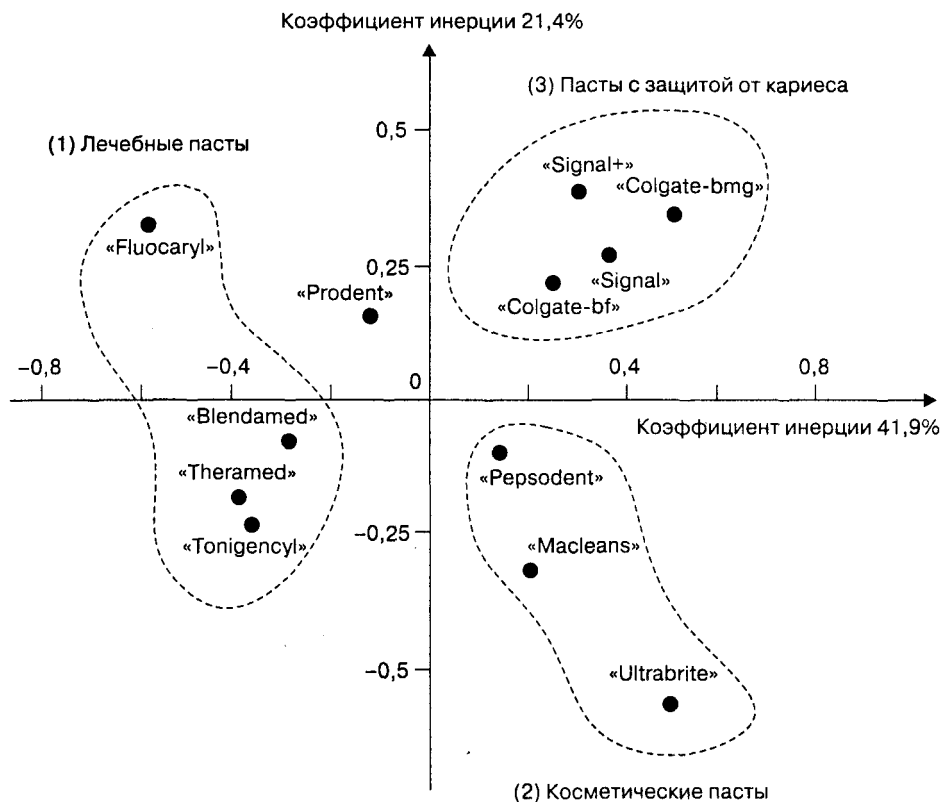 Коэффициент инерции 21,4%
(3) Пасты с защитой от кариеса
0,5
(1) Лечебные пасты
«Signal+»
«Colgate-bmg»
«Fluocaryl»
0,25
«Prodent»
«Signal»
«Colgate-bf»
–0,8
–0,4
0
0,4
0,8
«Blendamed»
Коэффициент инерции 41,9%
«Theramed»
«Pepsodent»
–0,25
«Tonigencyl»
«Macleans»
–0,5
«Ultrabrite»
(2) Косметические пасты